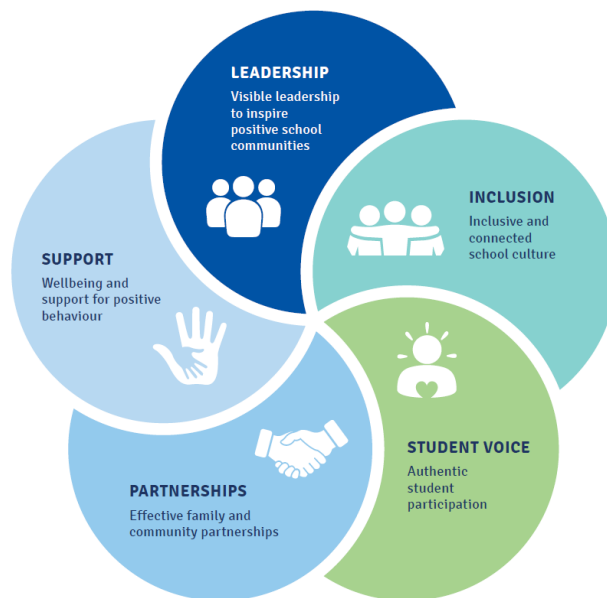 LEADERSHIP
Visible leadership
to inspire
positive school
communities
INCLUSION
Inclusive and
connected
school culture
STUDENT VOICE
Authentic
student
participation
PARTNERSHIPS
Effective family and
community partnerships
SUPPORT
Wellbeing and
support for positive
behaviour